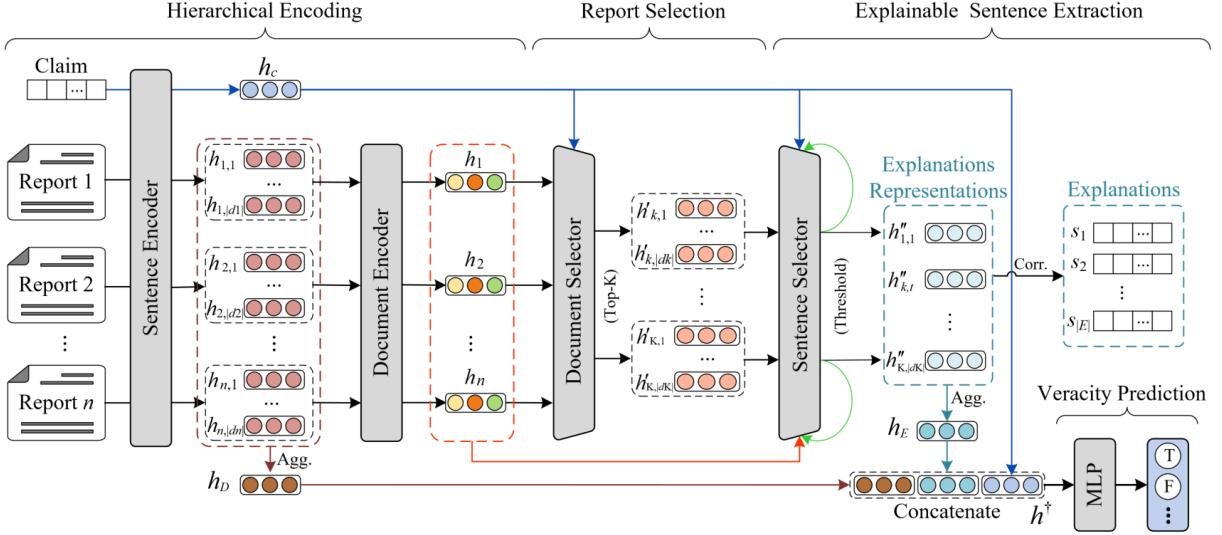 Hierarchical Encoding
Report Selection
Explainable Sentence Extraction
Claim
...
h_c
Sentence Encoder
Report 1
Report 2
⋮
Report n
h_{1,1}
...
h_{1,|d1|}
h_{2,1}
...
h_{2,|d2|}
⋮
h_{n,1}
...
h_{n,|dn|}
Agg.
h_D
Document Encoder
h_1
h_2
⋮
h_n
Document Selector
(Top-K)
h'_{k,1}
...
h'_{k,|dk|}
⋮
h'_{K,1}
...
h'_{K,|dK|}
Sentence Selector
(Threshold)
Explanations
Representations
h''_{1,1}
h''_{k,t}
⋮
h''_{K,|dK|}
Agg.
h_E
Corr.
Explanations
s_1
...
s_2
...
⋮
s_{|E|}
...
Concatenate
h^†
Veracity Prediction
MLP
T
F
⋮